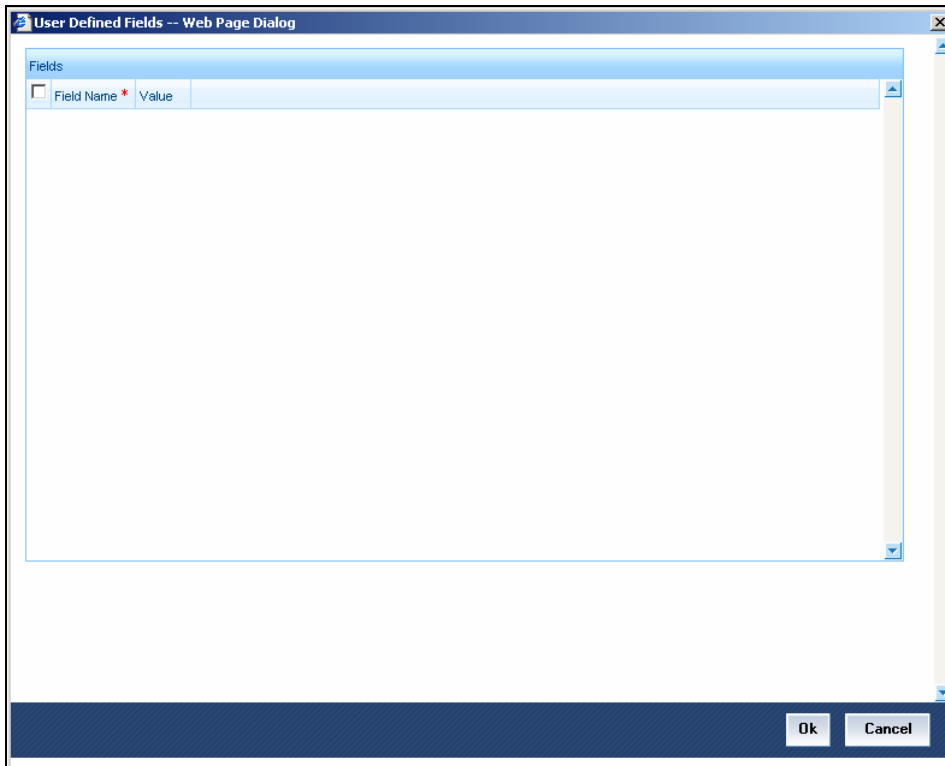 User Defined Fields -- Web Page Dialog
Fields
Field Name * Value
Ok Cancel